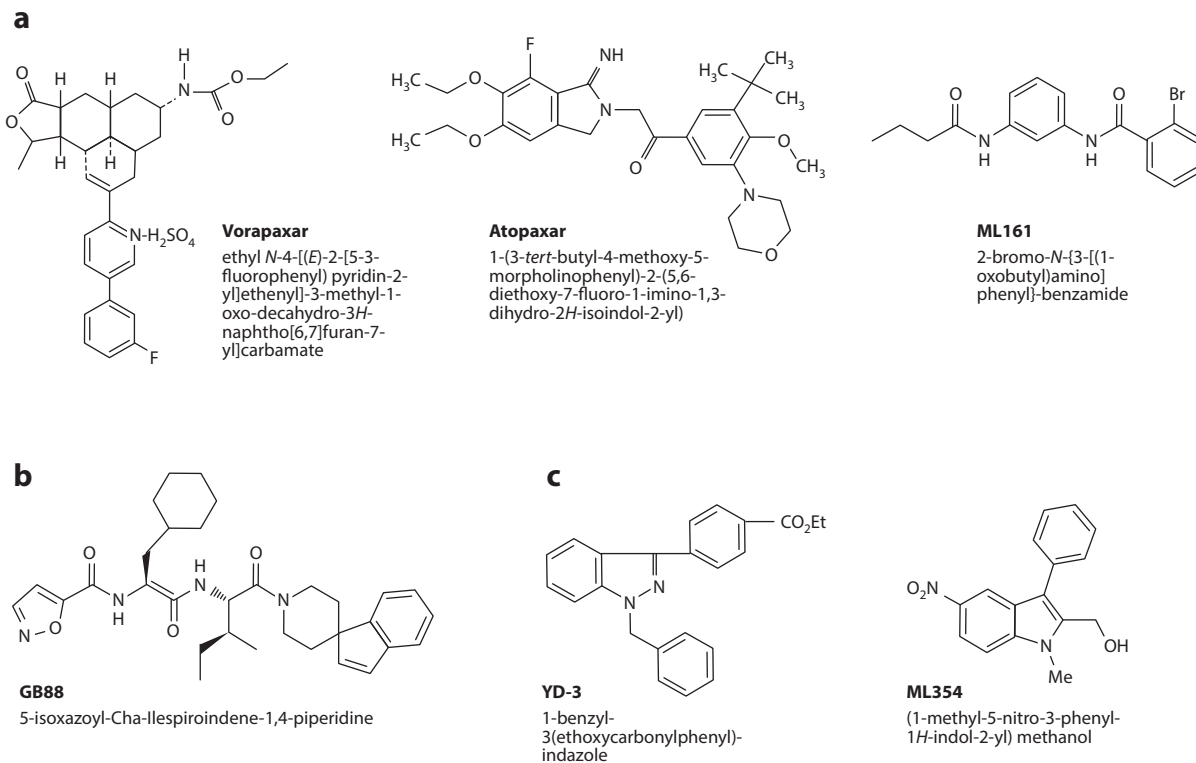 a
O
H
H
H
N
O
O
O
H
H
H
N-H₂SO₄
F
Vorapaxar
ethyl N-4-[(E)-2-[5-3-
fluorophenyl) pyridin-2-
yl]ethenyl]-3-methyl-1-
oxo-decahydro-3H-
naphtho[6,7]furan-7-
yl]carbamate
F
NH
H₃C
O
H₃C
O
N
O
H₃C
CH₃
CH₃
O
CH₃
N
O
Atopaxar
1-(3-tert-butyl-4-methoxy-5-
morpholinophenyl)-2-(5,6-
diethoxy-7-fluoro-1-imino-1,3-
dihydro-2H-isoindol-2-yl)
O
N
H
N
H
O
Br
ML161
2-bromo-N-{3-[(1-
oxobutyl)amino]
phenyl}-benzamide
b
O
N
O
N
H
O
H
N
O
N
GB88
5-isoxazoyl-Cha-Ilespiroindene-1,4-piperidine
c
CO₂Et
N
N
YD-3
1-benzyl-
3(ethoxycarbonylphenyl)-
indazole
O₂N
N
Me
OH
ML354
(1-methyl-5-nitro-3-phenyl-
1H-indol-2-yl) methanol